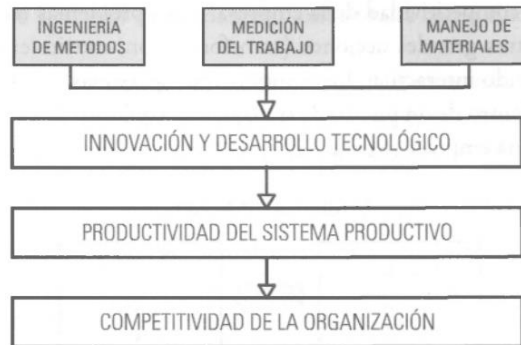 INGENIERÍA
DE METODOS
MEDICIÓN
DEL TRABAJO
MANEJO DE
MATERIALES
INNOVACIÓN Y DESARROLLO TECNOLÓGICO
PRODUCTIVIDAD DEL SISTEMA PRODUCTIVO
COMPETITIVIDAD DE LA ORGANIZACIÓN